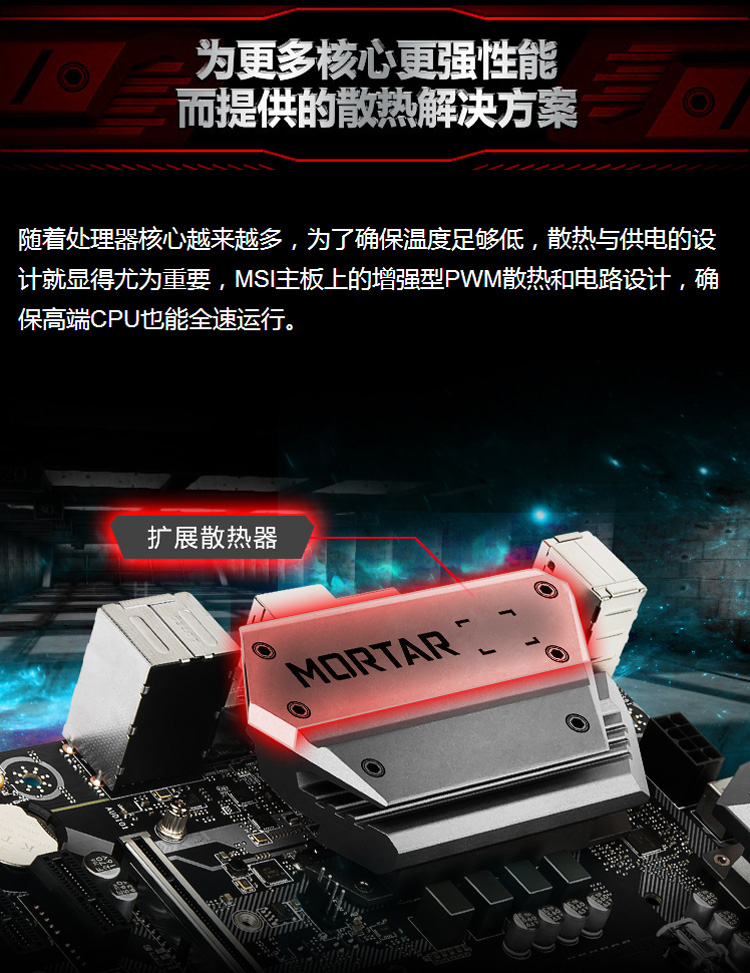 为更多核心更强性能
而提供的散热解决方案
随着处理器核心越来越多，为了确保温度足够低，散热与供电的设
计就显得尤为重要，MSI主板上的增强型PWM散热和电路设计，确
保高端CPU也能全速运行。
扩展散热器
MORTAR